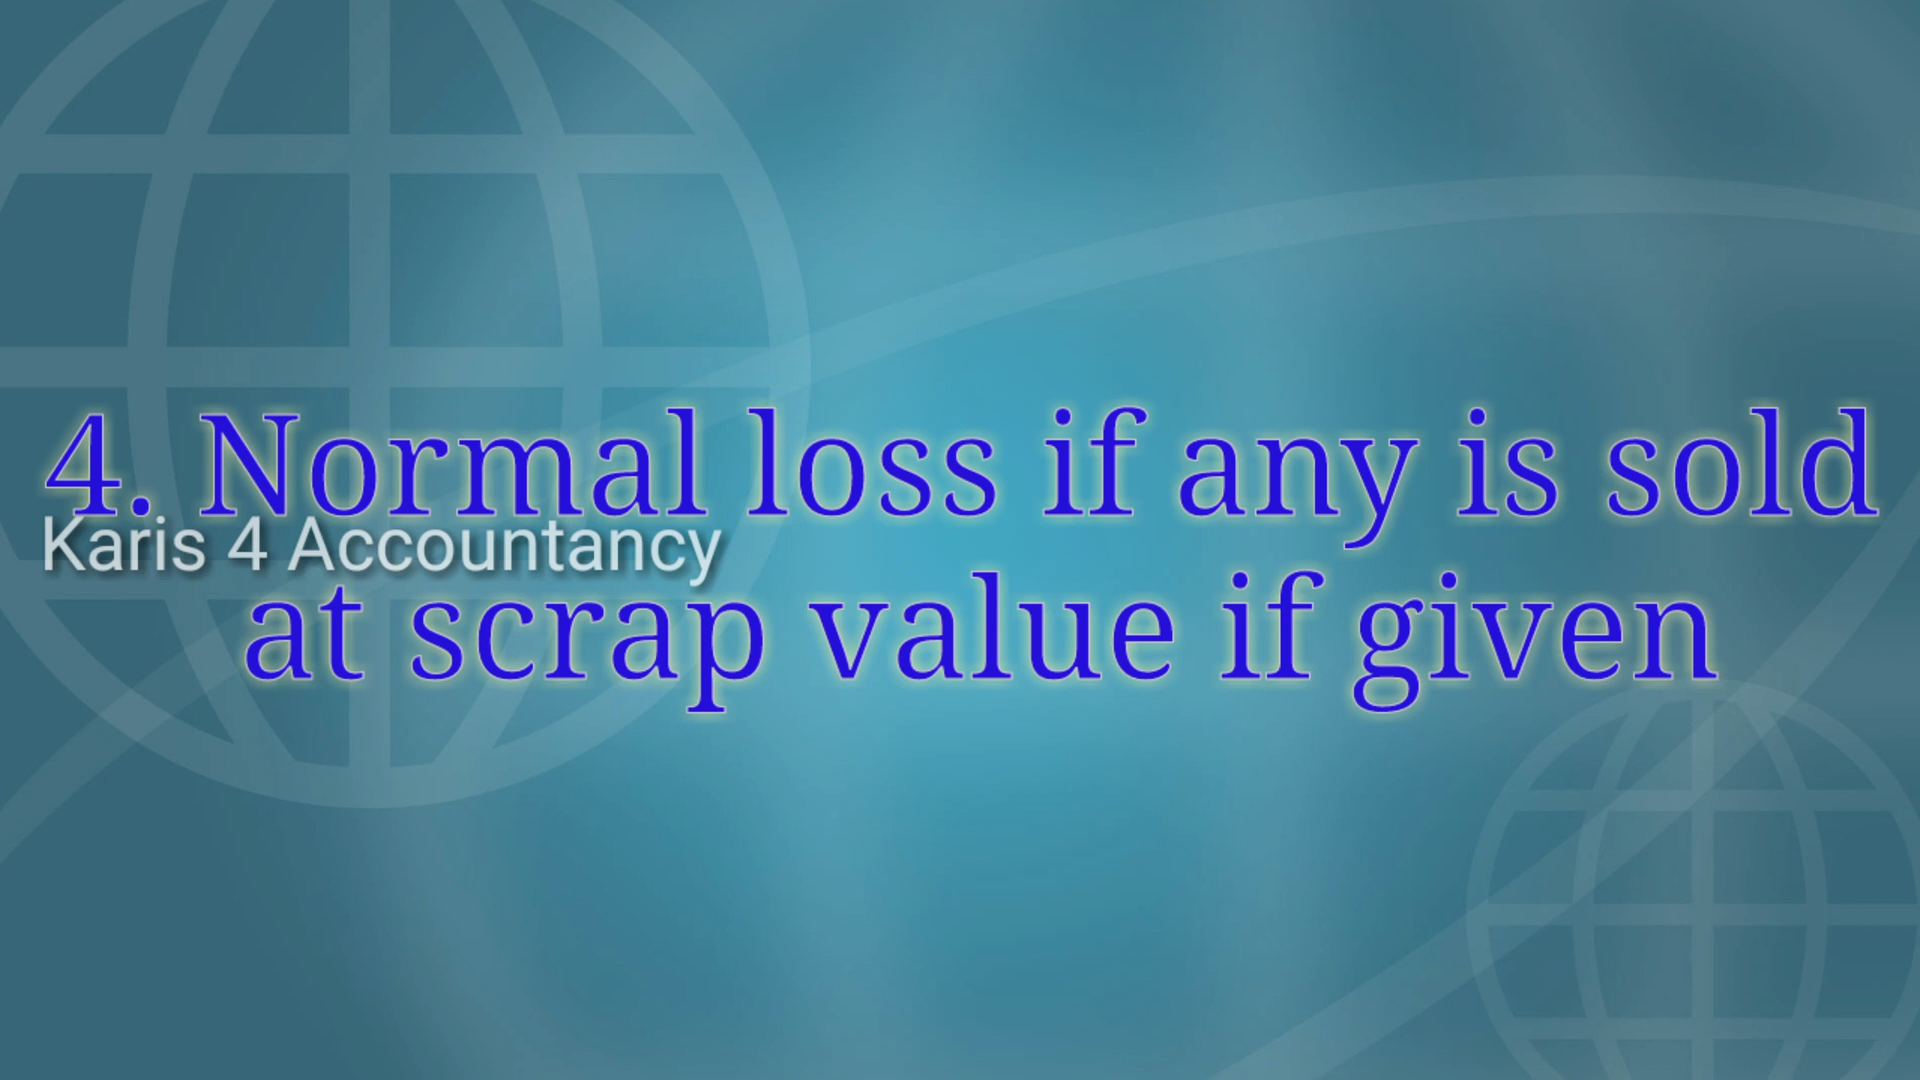 4. Normal loss if any is sold
Karis 4 Accountancy
at scrap value if given